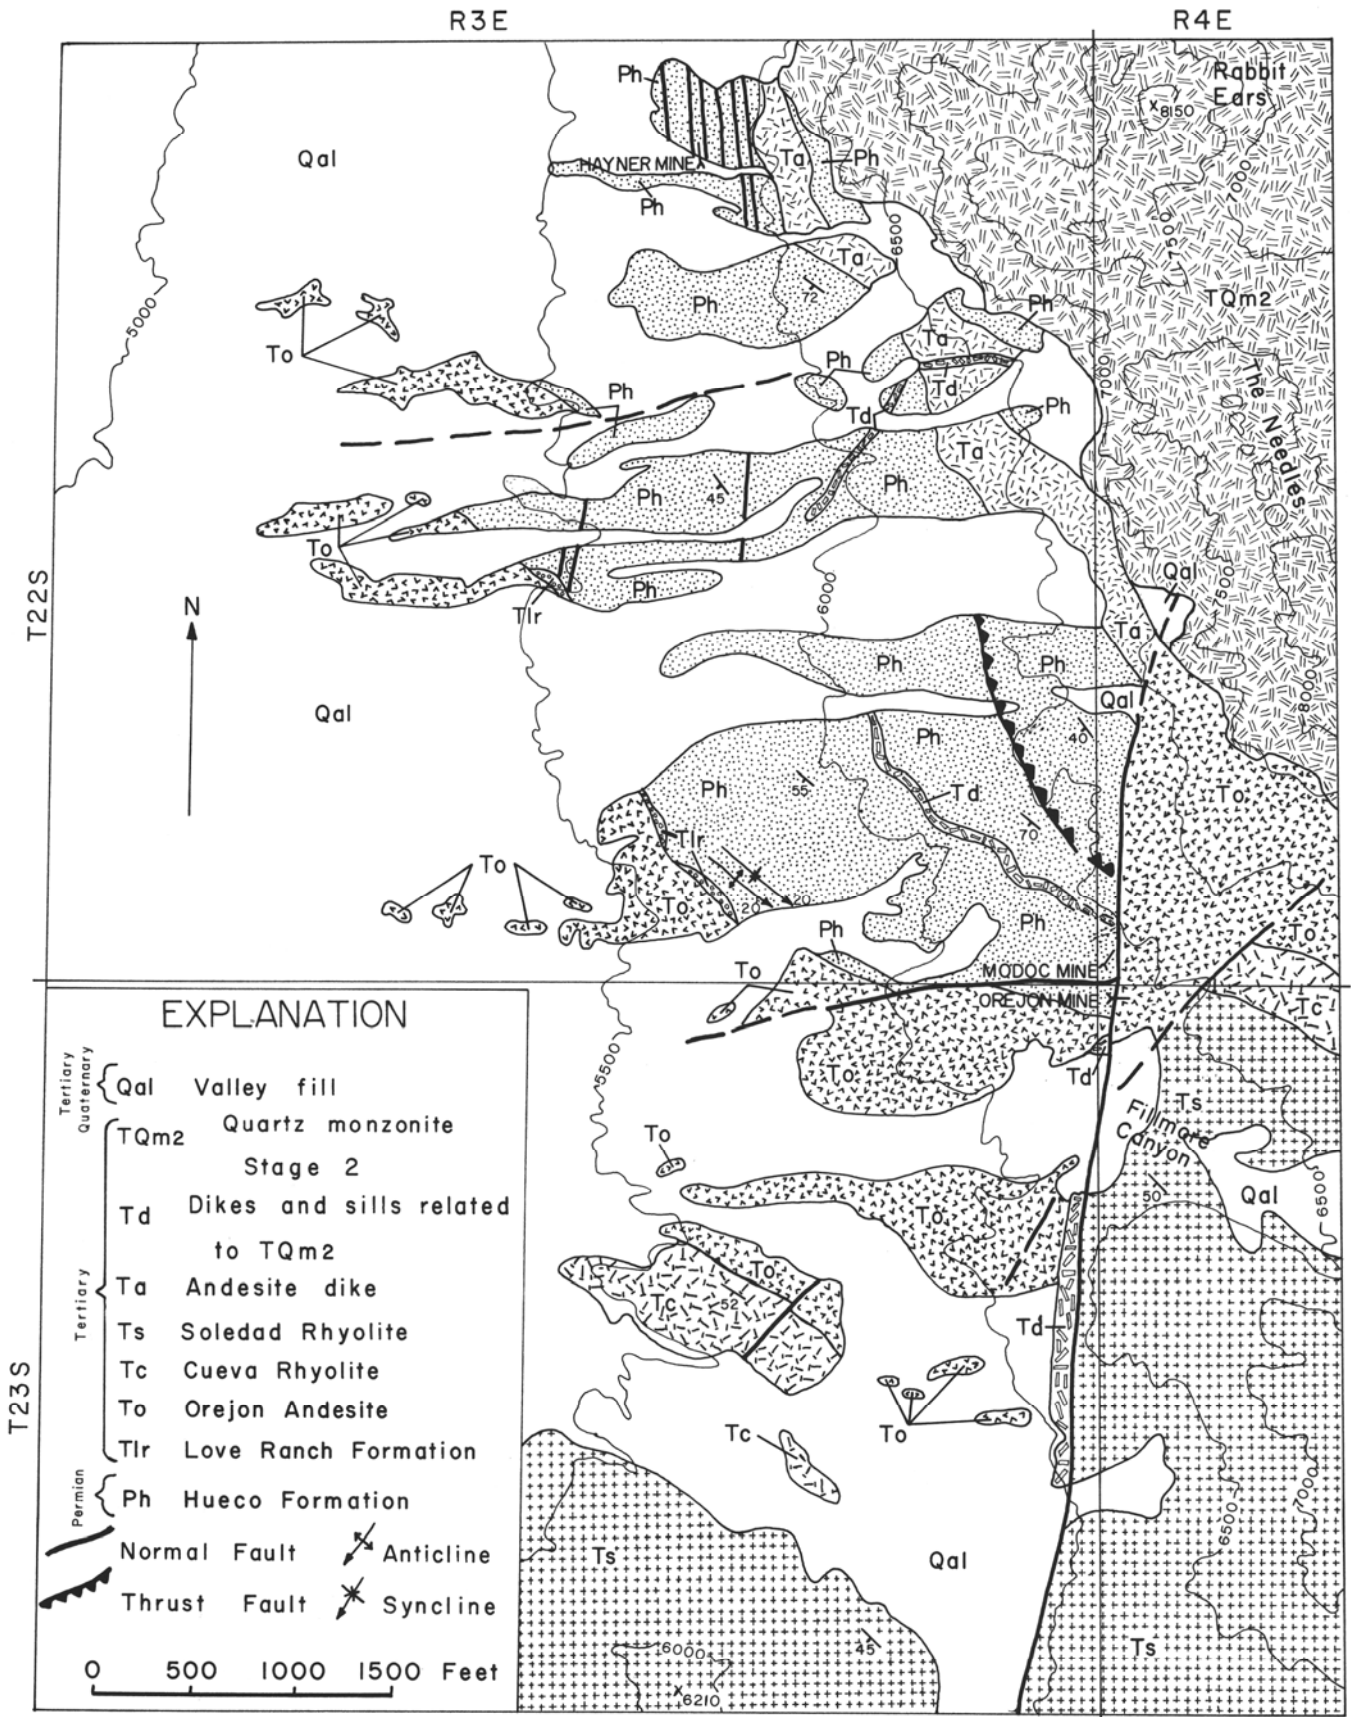 R3E R4E
Rabbit
Ears
x8150
Ph
Qal
HAYNER MINE x
Ta
Ph
Ph
7000
7500
6500
Ta
72
Ph
5000
TQm2
Ph
To
Ta
Ph
Td
Ph
7000
The Needles
Td
Ph
Ta
Ph
45
Ph
To
Qal
7500
T22S
Ph
6000
Tlr
N
Ta
Ph
Ph
Qal
Qal
8000
Ph
40
Ph
55
Td
To
70
Tlr
To
20
20
To
Ph
Ph
To
To
MODOC MINE
OREJON MINE x
Tc
EXPLANATION
Tertiary
Quaternary
Qal Valley fill
TQm2 Quartz monzonite
Stage 2
Td Dikes and sills related
to TQm2
Tertiary
Ta Andesite dike
Ts Soledad Rhyolite
Tc Cueva Rhyolite
To Orejon Andesite
Tlr Love Ranch Formation
Permian
Ph Hueco Formation
Normal Fault Anticline
Thrust Fault Syncline
0 500 1000 1500 Feet
T23S
5500
To
Td
Ts
Fillmore
Canyon
To
50
Qal
6500
To
To
Tc
52
Td
To
Tc
7000
6500
Ts
Qal
45
Ts
6000
x6210